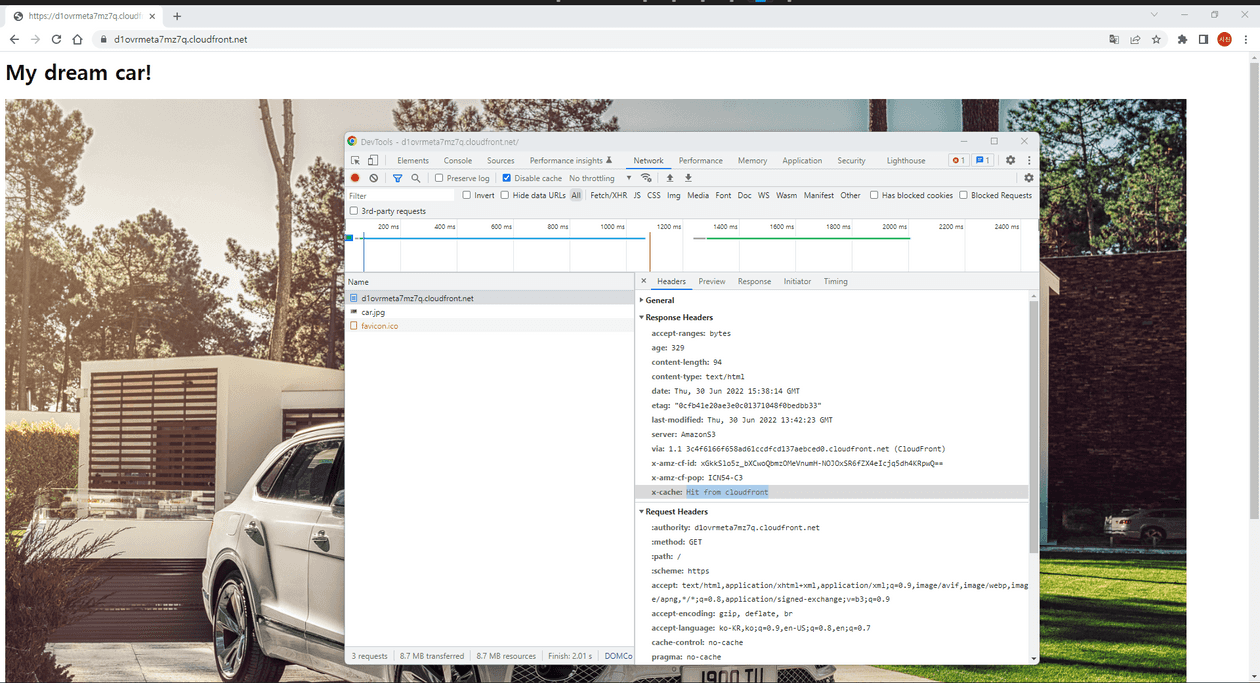 https://d1ovrmeta7mz7q.cloudf
d1ovrmeta7mz7q.cloudfront.net
시진
My dream car!
DevTools - d1ovrmeta7mz7q.cloudfront.net/
Elements Console Sources Performance insights Network Performance Memory Application Security Lighthouse 1 1
Preserve log Disable cache No throttling
Filter Invert Hide data URLs All Fetch/XHR JS CSS Img Media Font Doc WS Wasm Manifest Other Has blocked cookies Blocked Requests
3rd-party requests
200 ms 400 ms 600 ms 800 ms 1000 ms 1200 ms 1400 ms 1600 ms 1800 ms 2000 ms 2200 ms 2400 ms
Name
d1ovrmeta7mz7q.cloudfront.net
car.jpg
favicon.ico
Headers Preview Response Initiator Timing
General
Response Headers
accept-ranges: bytes
age: 329
content-length: 94
content-type: text/html
date: Thu, 30 Jun 2022 15:38:14 GMT
etag: "0cfb41e20ae3e0c01371048f0bedbb33"
last-modified: Thu, 30 Jun 2022 13:42:23 GMT
server: AmazonS3
via: 1.1 3c4f6166f658ad61ccdfcd137aebced0.cloudfront.net (CloudFront)
x-amz-cf-id: xGkkSlo5z_bXCwoQbmzOMeVnumH-NOJOxSR6fZX4eIcjq5dh4KRpwQ==
x-amz-cf-pop: ICN54-C3
x-cache: Hit from cloudfront
Request Headers
:authority: d1ovrmeta7mz7q.cloudfront.net
:method: GET
:path: /
:scheme: https
accept: text/html,application/xhtml+xml,application/xml;q=0.9,image/avif,image/webp,imag
e/apng,*/*;q=0.8,application/signed-exchange;v=b3;q=0.9
accept-encoding: gzip, deflate, br
accept-language: ko-KR,ko;q=0.9,en-US;q=0.8,en;q=0.7
cache-control: no-cache
pragma: no-cache
3 requests 8.7 MB transferred 8.7 MB resources Finish: 2.01 s DOMCo